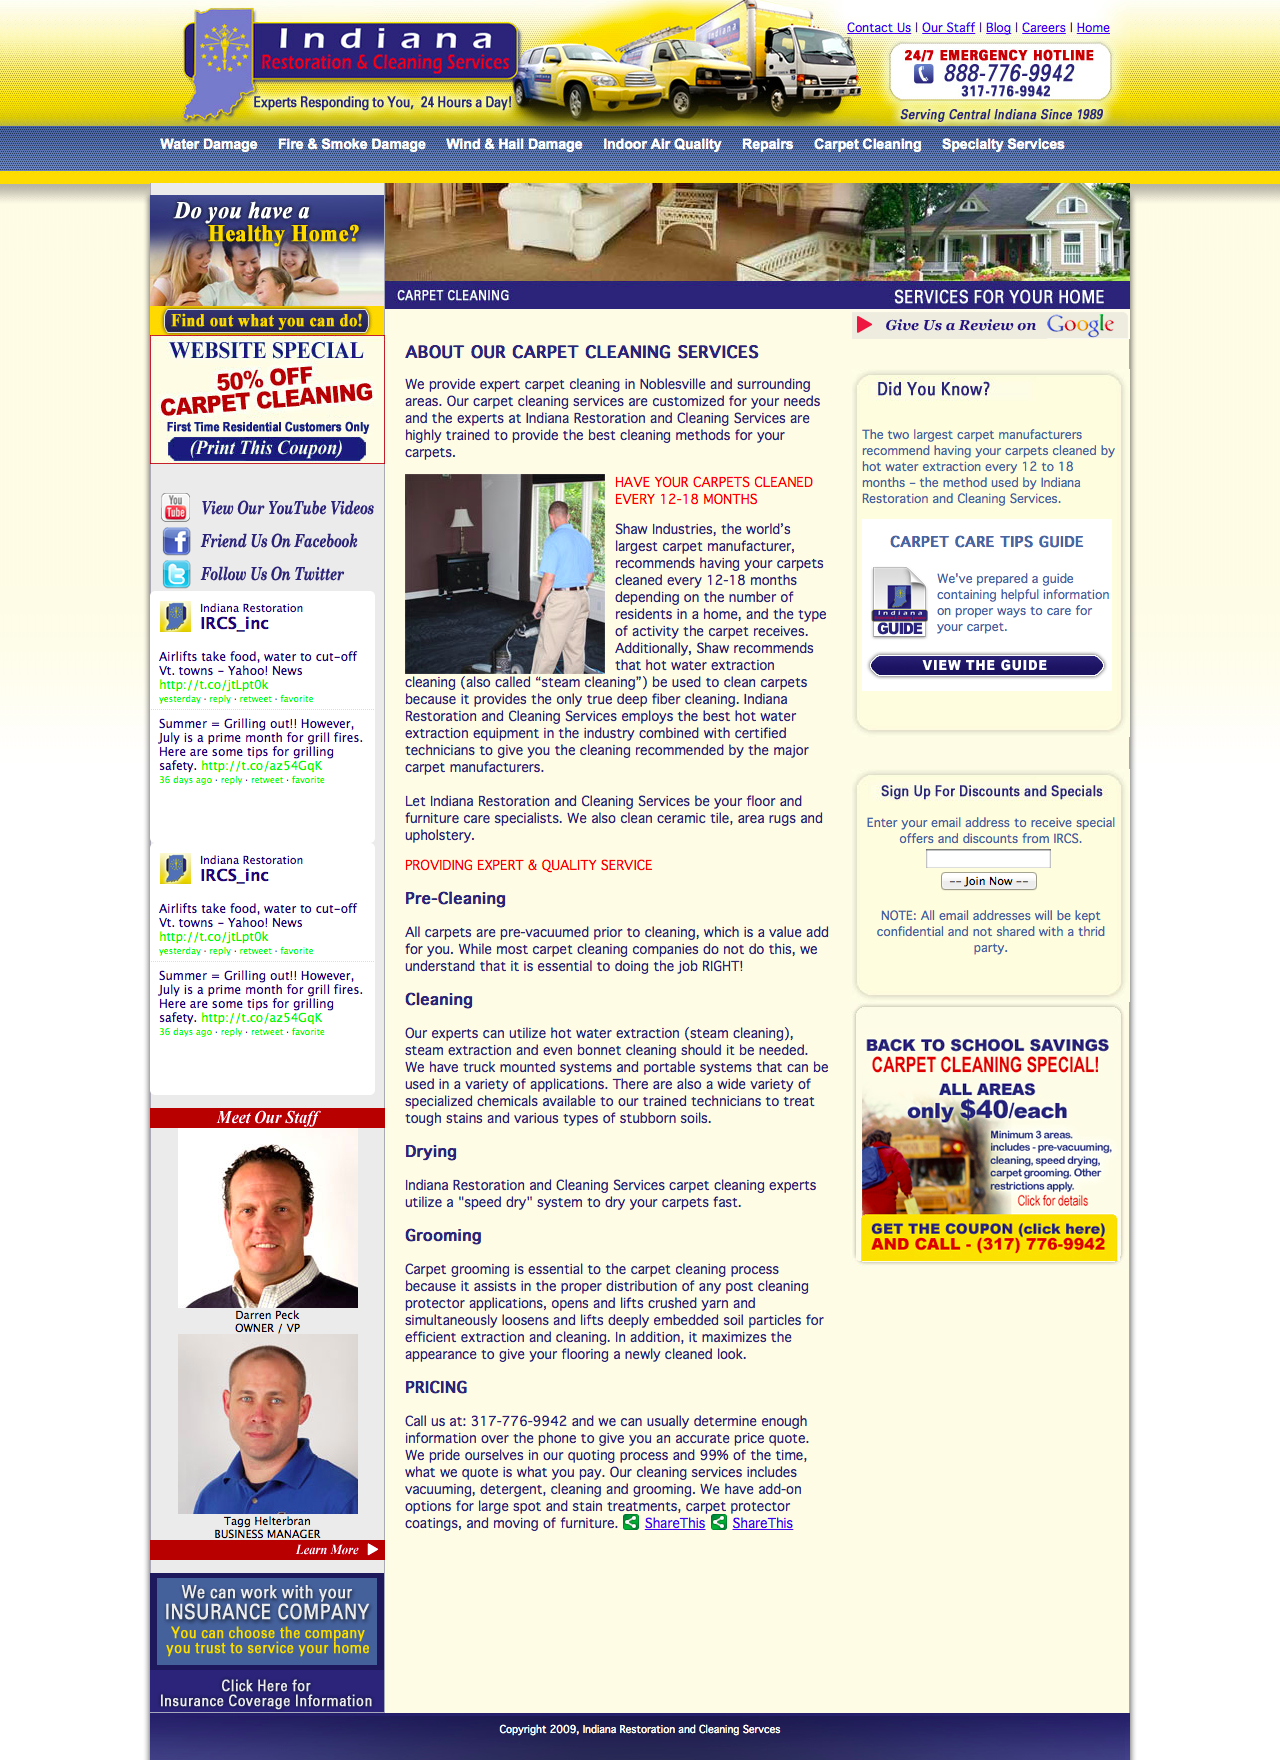 Indiana
Restoration & Cleaning Services
Experts Responding to You, 24 Hours a Day!
Contact Us | Our Staff | Blog | Careers | Home
24/7 EMERGENCY HOTLINE
888-776-9942
317-776-9942
Serving Central Indiana Since 1989
Water Damage Fire & Smoke Damage Wind & Hail Damage Indoor Air Quality Repairs Carpet Cleaning Specialty Services
Do you have a
Healthy Home?
Find out what you can do!
WEBSITE SPECIAL
50% OFF
CARPET CLEANING
First Time Residential Customers Only
(Print This Coupon)
You
Tube
View Our YouTube Videos
Friend Us On Facebook
Follow Us On Twitter
Indiana Restoration
IRCS_inc
Airlifts take food, water to cut-off
Vt. towns - Yahoo! News
http://t.co/jtLpt0k
yesterday · reply · retweet · favorite
Summer = Grilling out!! However,
July is a prime month for grill fires.
Here are some tips for grilling
safety. http://t.co/az54GqK
36 days ago · reply · retweet · favorite
Indiana Restoration
IRCS_inc
Airlifts take food, water to cut-off
Vt. towns - Yahoo! News
http://t.co/jtLpt0k
yesterday · reply · retweet · favorite
Summer = Grilling out!! However,
July is a prime month for grill fires.
Here are some tips for grilling
safety. http://t.co/az54GqK
36 days ago · reply · retweet · favorite
Meet Our Staff
Darren Peck
OWNER / VP
Tagg Helterbran
BUSINESS MANAGER
Learn More
We can work with your
INSURANCE COMPANY
You can choose the company
you trust to service your home
Click Here for
Insurance Coverage Information
CARPET CLEANING
SERVICES FOR YOUR HOME
ABOUT OUR CARPET CLEANING SERVICES
We provide expert carpet cleaning in Noblesville and surrounding
areas. Our carpet cleaning services are customized for your needs
and the experts at Indiana Restoration and Cleaning Services are
highly trained to provide the best cleaning methods for your
carpets.
HAVE YOUR CARPETS CLEANED
EVERY 12-18 MONTHS
Shaw Industries, the world's
largest carpet manufacturer,
recommends having your carpets
cleaned every 12-18 months
depending on the number of
residents in a home, and the type
of activity the carpet receives.
Additionally, Shaw recommends
that hot water extraction
cleaning (also called "steam cleaning") be used to clean carpets
because it provides the only true deep fiber cleaning. Indiana
Restoration and Cleaning Services employs the best hot water
extraction equipment in the industry combined with certified
technicians to give you the cleaning recommended by the major
carpet manufacturers.
Let Indiana Restoration and Cleaning Services be your floor and
furniture care specialists. We also clean ceramic tile, area rugs and
upholstery.
PROVIDING EXPERT & QUALITY SERVICE
Pre-Cleaning
All carpets are pre-vacuumed prior to cleaning, which is a value add
for you. While most carpet cleaning companies do not do this, we
understand that it is essential to doing the job RIGHT!
Cleaning
Our experts can utilize hot water extraction (steam cleaning),
steam extraction and even bonnet cleaning should it be needed.
We have truck mounted systems and portable systems that can be
used in a variety of applications. There are also a wide variety of
specialized chemicals available to our trained technicians to treat
tough stains and various types of stubborn soils.
Drying
Indiana Restoration and Cleaning Services carpet cleaning experts
utilize a "speed dry" system to dry your carpets fast.
Grooming
Carpet grooming is essential to the carpet cleaning process
because it assists in the proper distribution of any post cleaning
protector applications, opens and lifts crushed yarn and
simultaneously loosens and lifts deeply embedded soil particles for
efficient extraction and cleaning. In addition, it maximizes the
appearance to give your flooring a newly cleaned look.
PRICING
Call us at: 317-776-9942 and we can usually determine enough
information over the phone to give you an accurate price quote.
We pride ourselves in our quoting process and 99% of the time,
what we quote is what you pay. Our cleaning services includes
vacuuming, detergent, cleaning and grooming. We have add-on
options for large spot and stain treatments, carpet protector
coatings, and moving of furniture. ShareThis ShareThis
Give Us a Review on Google
Did You Know?
The two largest carpet manufacturers
recommend having your carpets cleaned by
hot water extraction every 12 to 18
months – the method used by Indiana
Restoration and Cleaning Services.
CARPET CARE TIPS GUIDE
Indiana
GUIDE
We've prepared a guide
containing helpful information
on proper ways to care for
your carpet.
VIEW THE GUIDE
Sign Up For Discounts and Specials
Enter your email address to receive special
offers and discounts from IRCS.
-- Join Now --
NOTE: All email addresses will be kept
confidential and not shared with a thrid
party.
BACK TO SCHOOL SAVINGS
CARPET CLEANING SPECIAL!
ALL AREAS
only $40/each
Minimum 3 areas.
includes - pre-vacuuming,
cleaning, speed drying,
carpet grooming. Other
restrictions apply.
Click for details
GET THE COUPON (click here)
AND CALL - (317) 776-9942
Copyright 2009, Indiana Restoration and Cleaning Servces